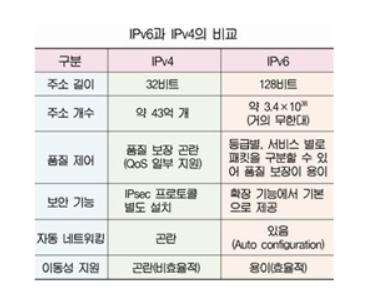 IPv6과 IPv4의 비교
구분 IPv4 IPv6
주소 길이 32비트 128비트
주소 개수 약 43억 개 약 3.4×10³⁸
(거의 무한대)
품질 제어 품질 보장 곤란
(QoS 일부 지원) 등급별, 서비스 별로
패킷을 구분할 수 있
어 품질 보장이 용이
보안 기능 IPsec 프로토콜
별도 설치 확장 기능에서 기본
으로 제공
자동 네트워킹 곤란 있음
(Auto configuration)
이동성 지원 곤란(비효율적) 용이(효율적)